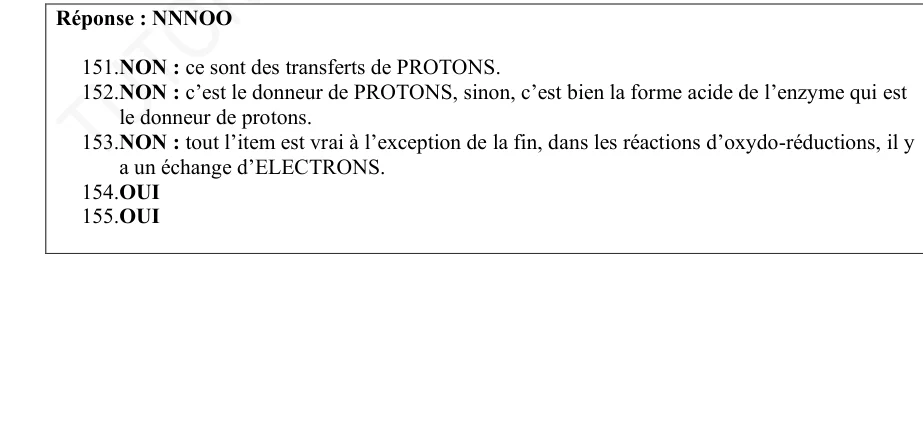 Réponse : NNNOO
151.NON : ce sont des transferts de PROTONS.
152.NON : c’est le donneur de PROTONS, sinon, c’est bien la forme acide de l’enzyme qui est
le donneur de protons.
153.NON : tout l’item est vrai à l’exception de la fin, dans les réactions d’oxydo-réductions, il y
a un échange d’ELECTRONS.
154.OUI
155.OUI